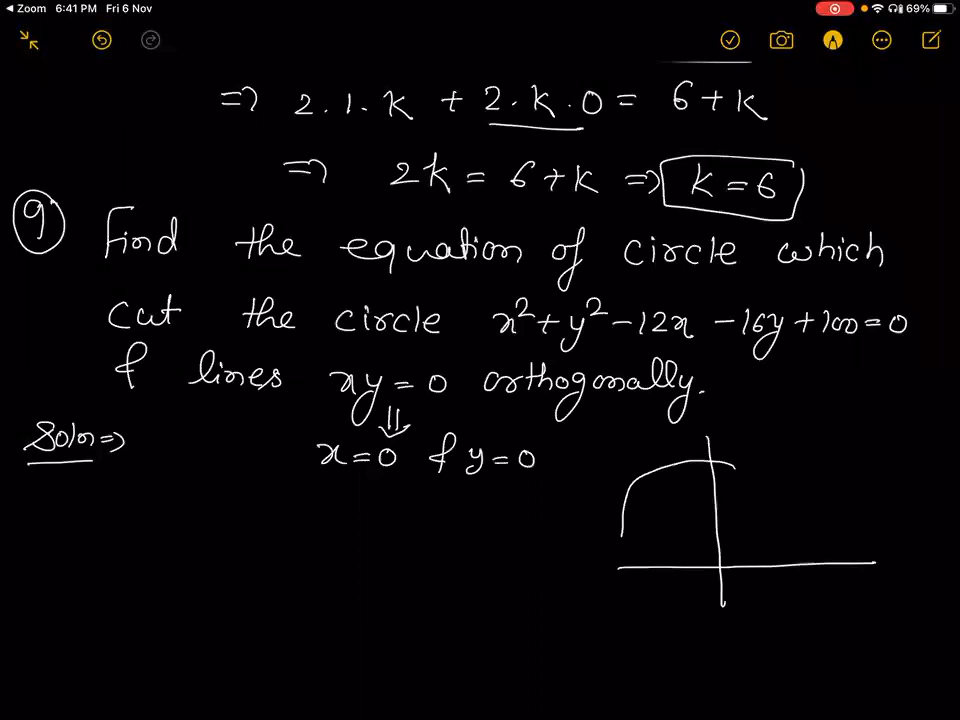 Zoom 6:41 PM Fri 6 Nov 69%
=> 2.1.k + 2.k.0 = 6+k
=> 2k = 6+k => k=6
9 Find the equation of circle which
cut the circle x²+y²-12x-16y+100=0
& lines xy=0 orthogonally.
Soln=> x=0 & y=0